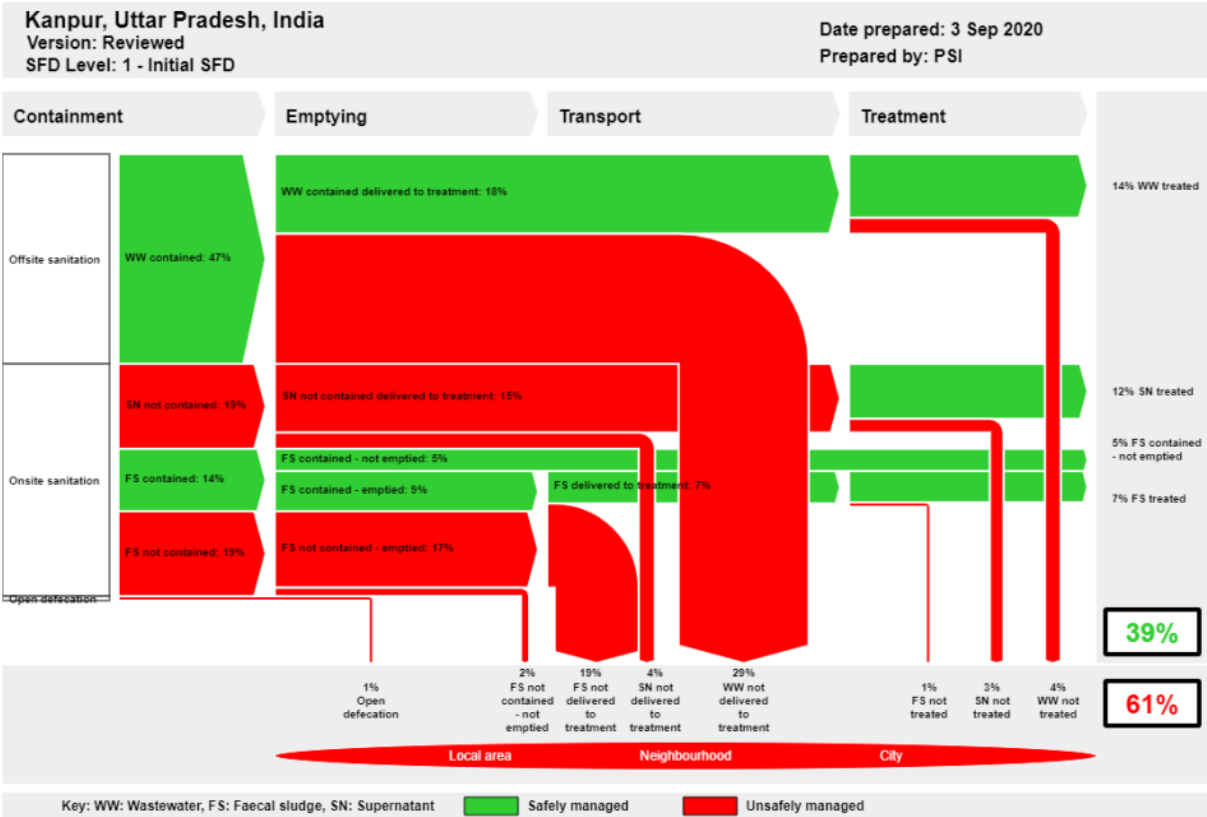 Kanpur, Uttar Pradesh, India
Version: Reviewed
SFD Level: 1 - Initial SFD
Date prepared: 3 Sep 2020
Prepared by: PSI
Containment
Emptying
Transport
Treatment
Offsite sanitation
WW contained: 47%
WW contained delivered to treatment: 18%
14% WW treated
Onsite sanitation
SN not contained: 19%
SN not contained delivered to treatment: 15%
12% SN treated
FS contained: 14%
FS contained - not emptied: 5%
5% FS contained
- not emptied
FS contained - emptied: 9%
FS delivered to treatment: 7%
7% FS treated
FS not contained: 19%
FS not contained - emptied: 17%
Open defecation
39%
1%
Open
defecation
2%
FS not
contained
- not
emptied
19%
FS not
delivered
to
treatment
4%
SN not
delivered
to
treatment
29%
WW not
delivered
to
treatment
1%
FS not
treated
3%
SN not
treated
4%
WW not
treated
61%
Local area
Neighbourhood
City
Key: WW: Wastewater, FS: Faecal sludge, SN: Supernatant
Safely managed
Unsafely managed